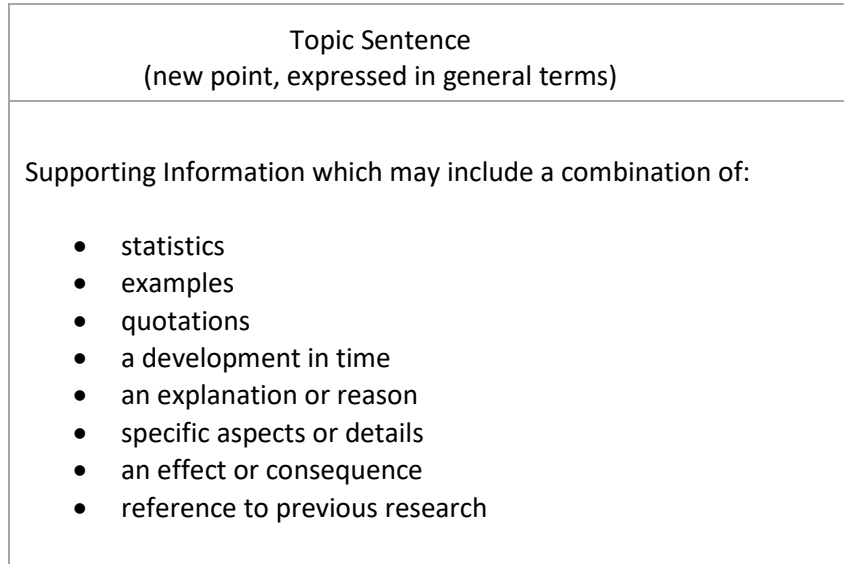 Topic Sentence
(new point, expressed in general terms)
Supporting Information which may include a combination of:
• statistics
• examples
• quotations
• a development in time
• an explanation or reason
• specific aspects or details
• an effect or consequence
• reference to previous research